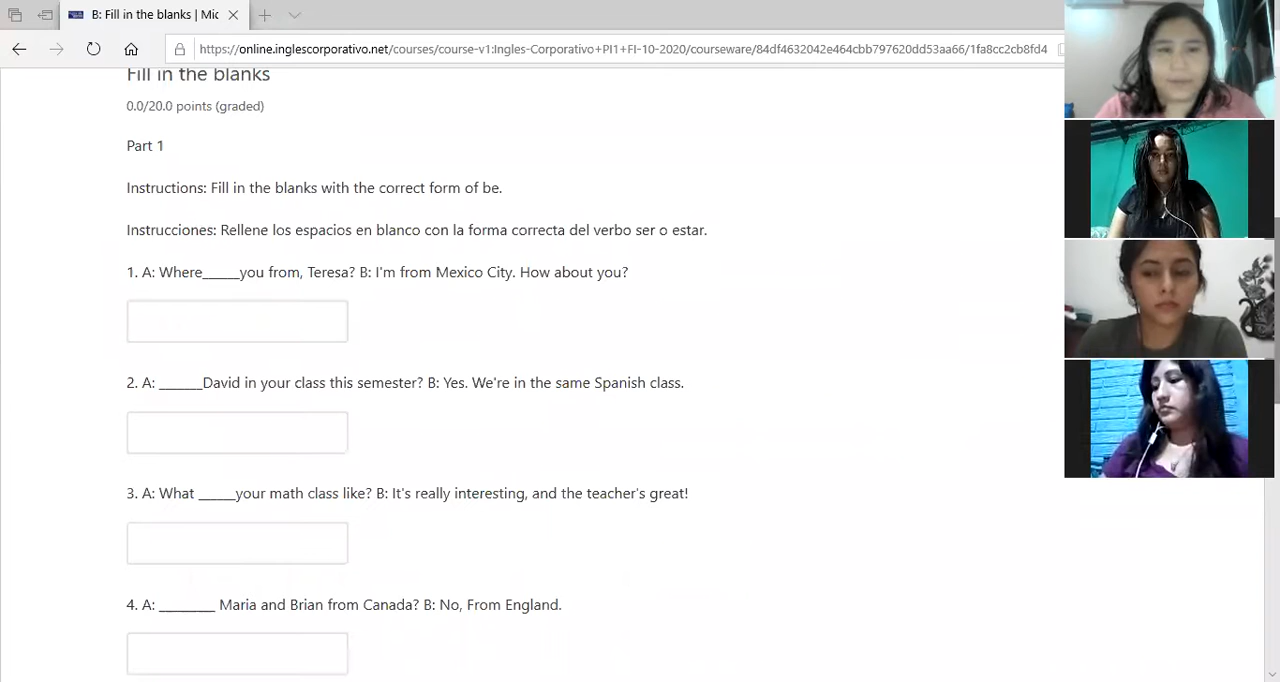 B: Fill in the blanks | Mic
https://online.inglescorporativo.net/courses/course-v1:Ingles-Corporativo+PI1+FI-10-2020/courseware/84df4632042e464cbb797620dd53aa66/1fa8cc2cb8fd4
Fill in the blanks
0.0/20.0 points (graded)
Part 1
Instructions: Fill in the blanks with the correct form of be.
Instrucciones: Rellene los espacios en blanco con la forma correcta del verbo ser o estar.
1. A: Where_____you from, Teresa? B: I'm from Mexico City. How about you?
2. A: ______David in your class this semester? B: Yes. We're in the same Spanish class.
3. A: What _____your math class like? B: It's really interesting, and the teacher's great!
4. A: ________ Maria and Brian from Canada? B: No, From England.